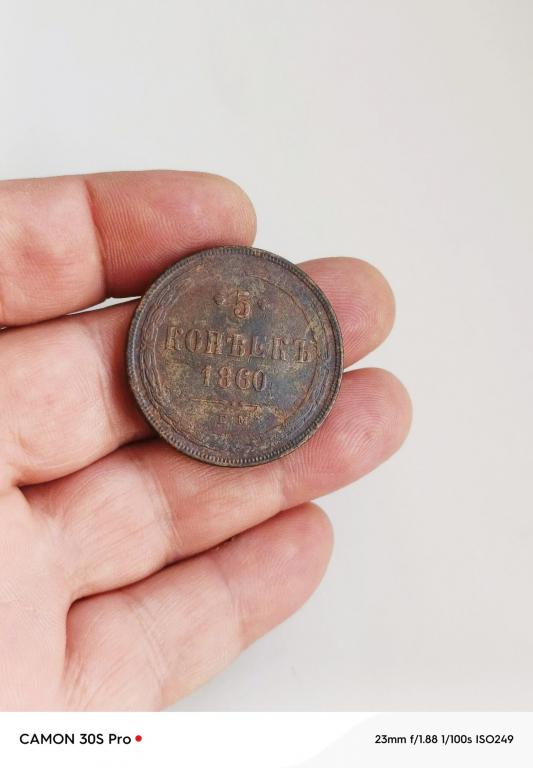 5
КОПѢЕКЪ
1860
Е.М.
CAMON 30S Pro
23mm f/1.88 1/100s ISO249